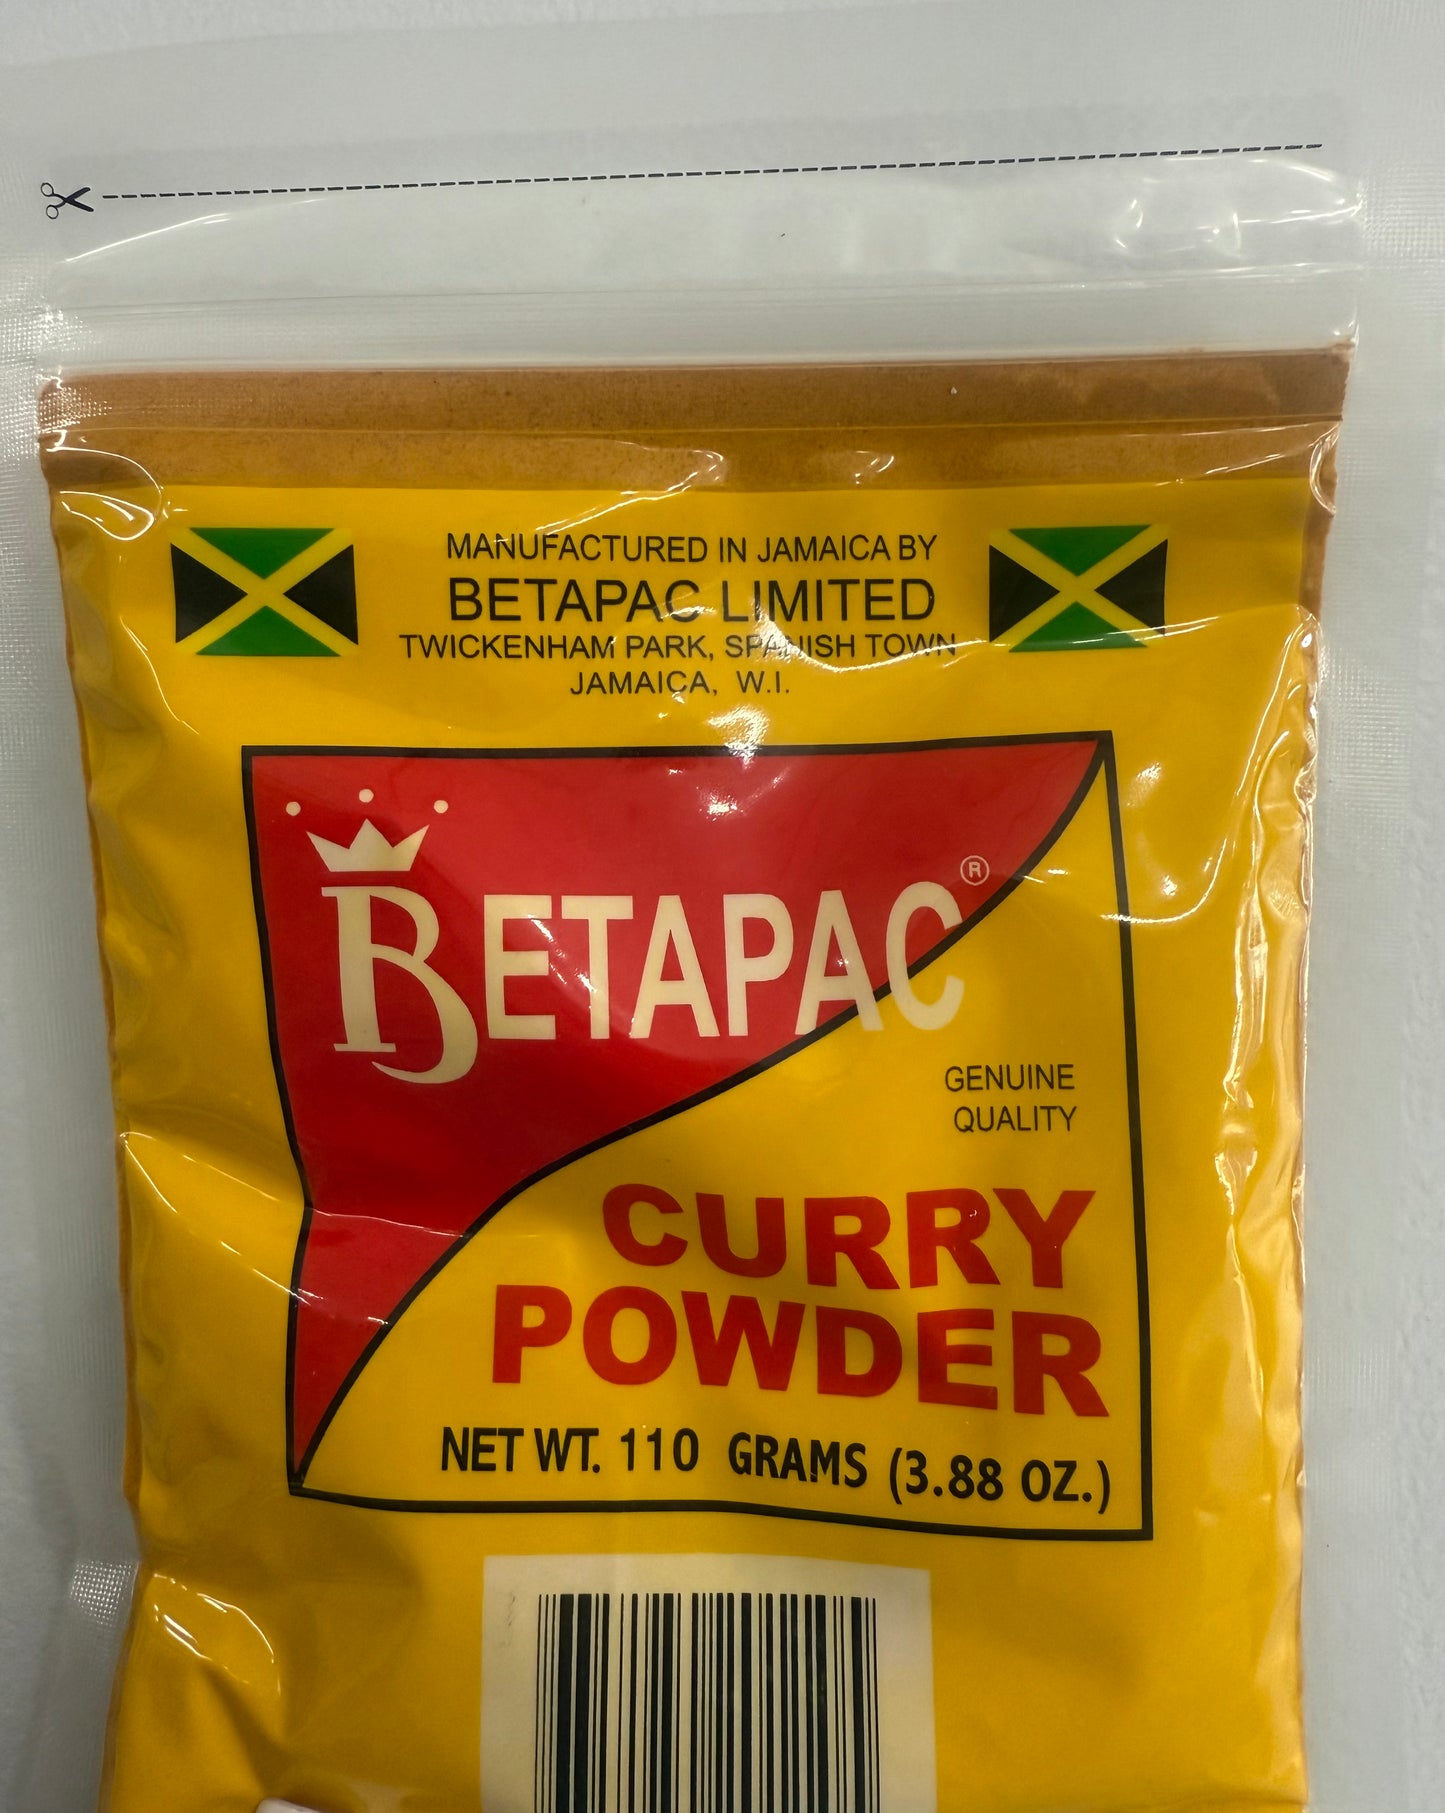 MANUFACTURED IN JAMAICA BY
BETAPAC LIMITED
TWICKENHAM PARK, SPANISH TOWN
JAMAICA, W.I.
BETAPAC®
GENUINE
QUALITY
CURRY
POWDER
NET WT. 110 GRAMS (3.88 OZ.)